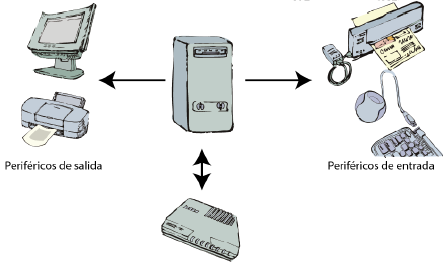 Periféricos de salida
Periféricos de entrada